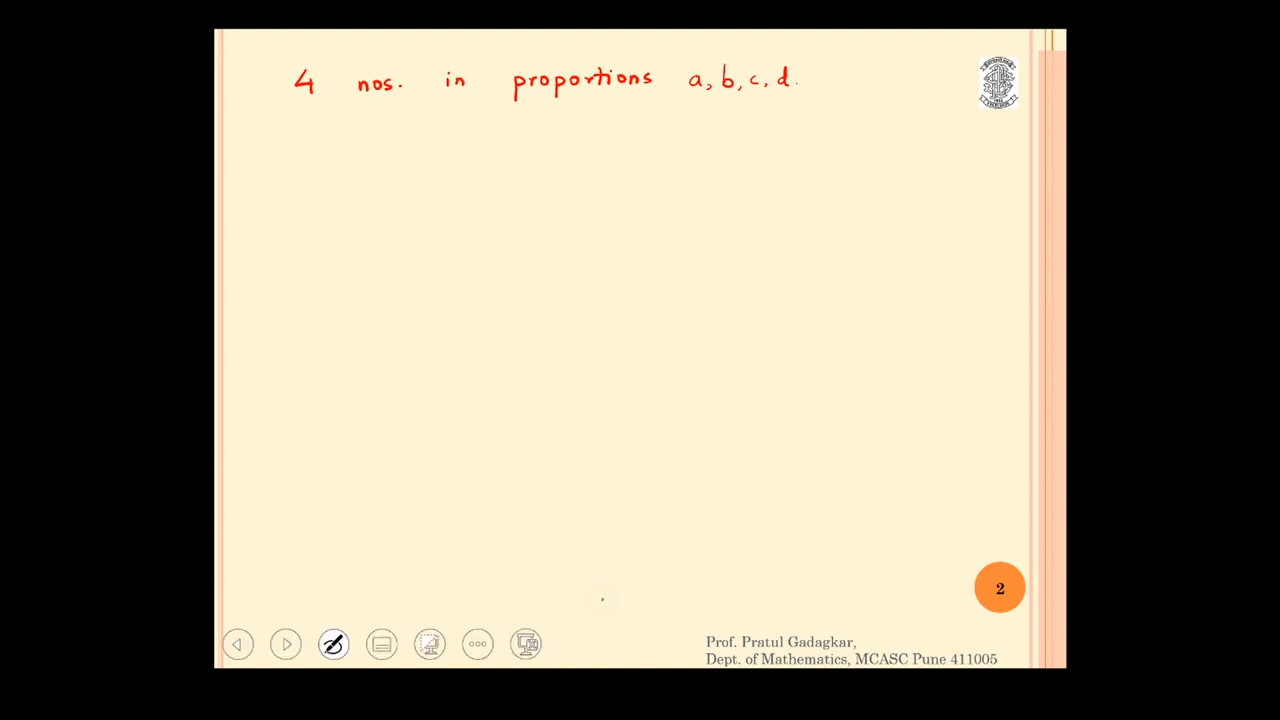 4 nos. in proportions a, b, c, d.
2
Prof. Pratul Gadagkar,
Dept. of Mathematics, MCASC Pune 411005